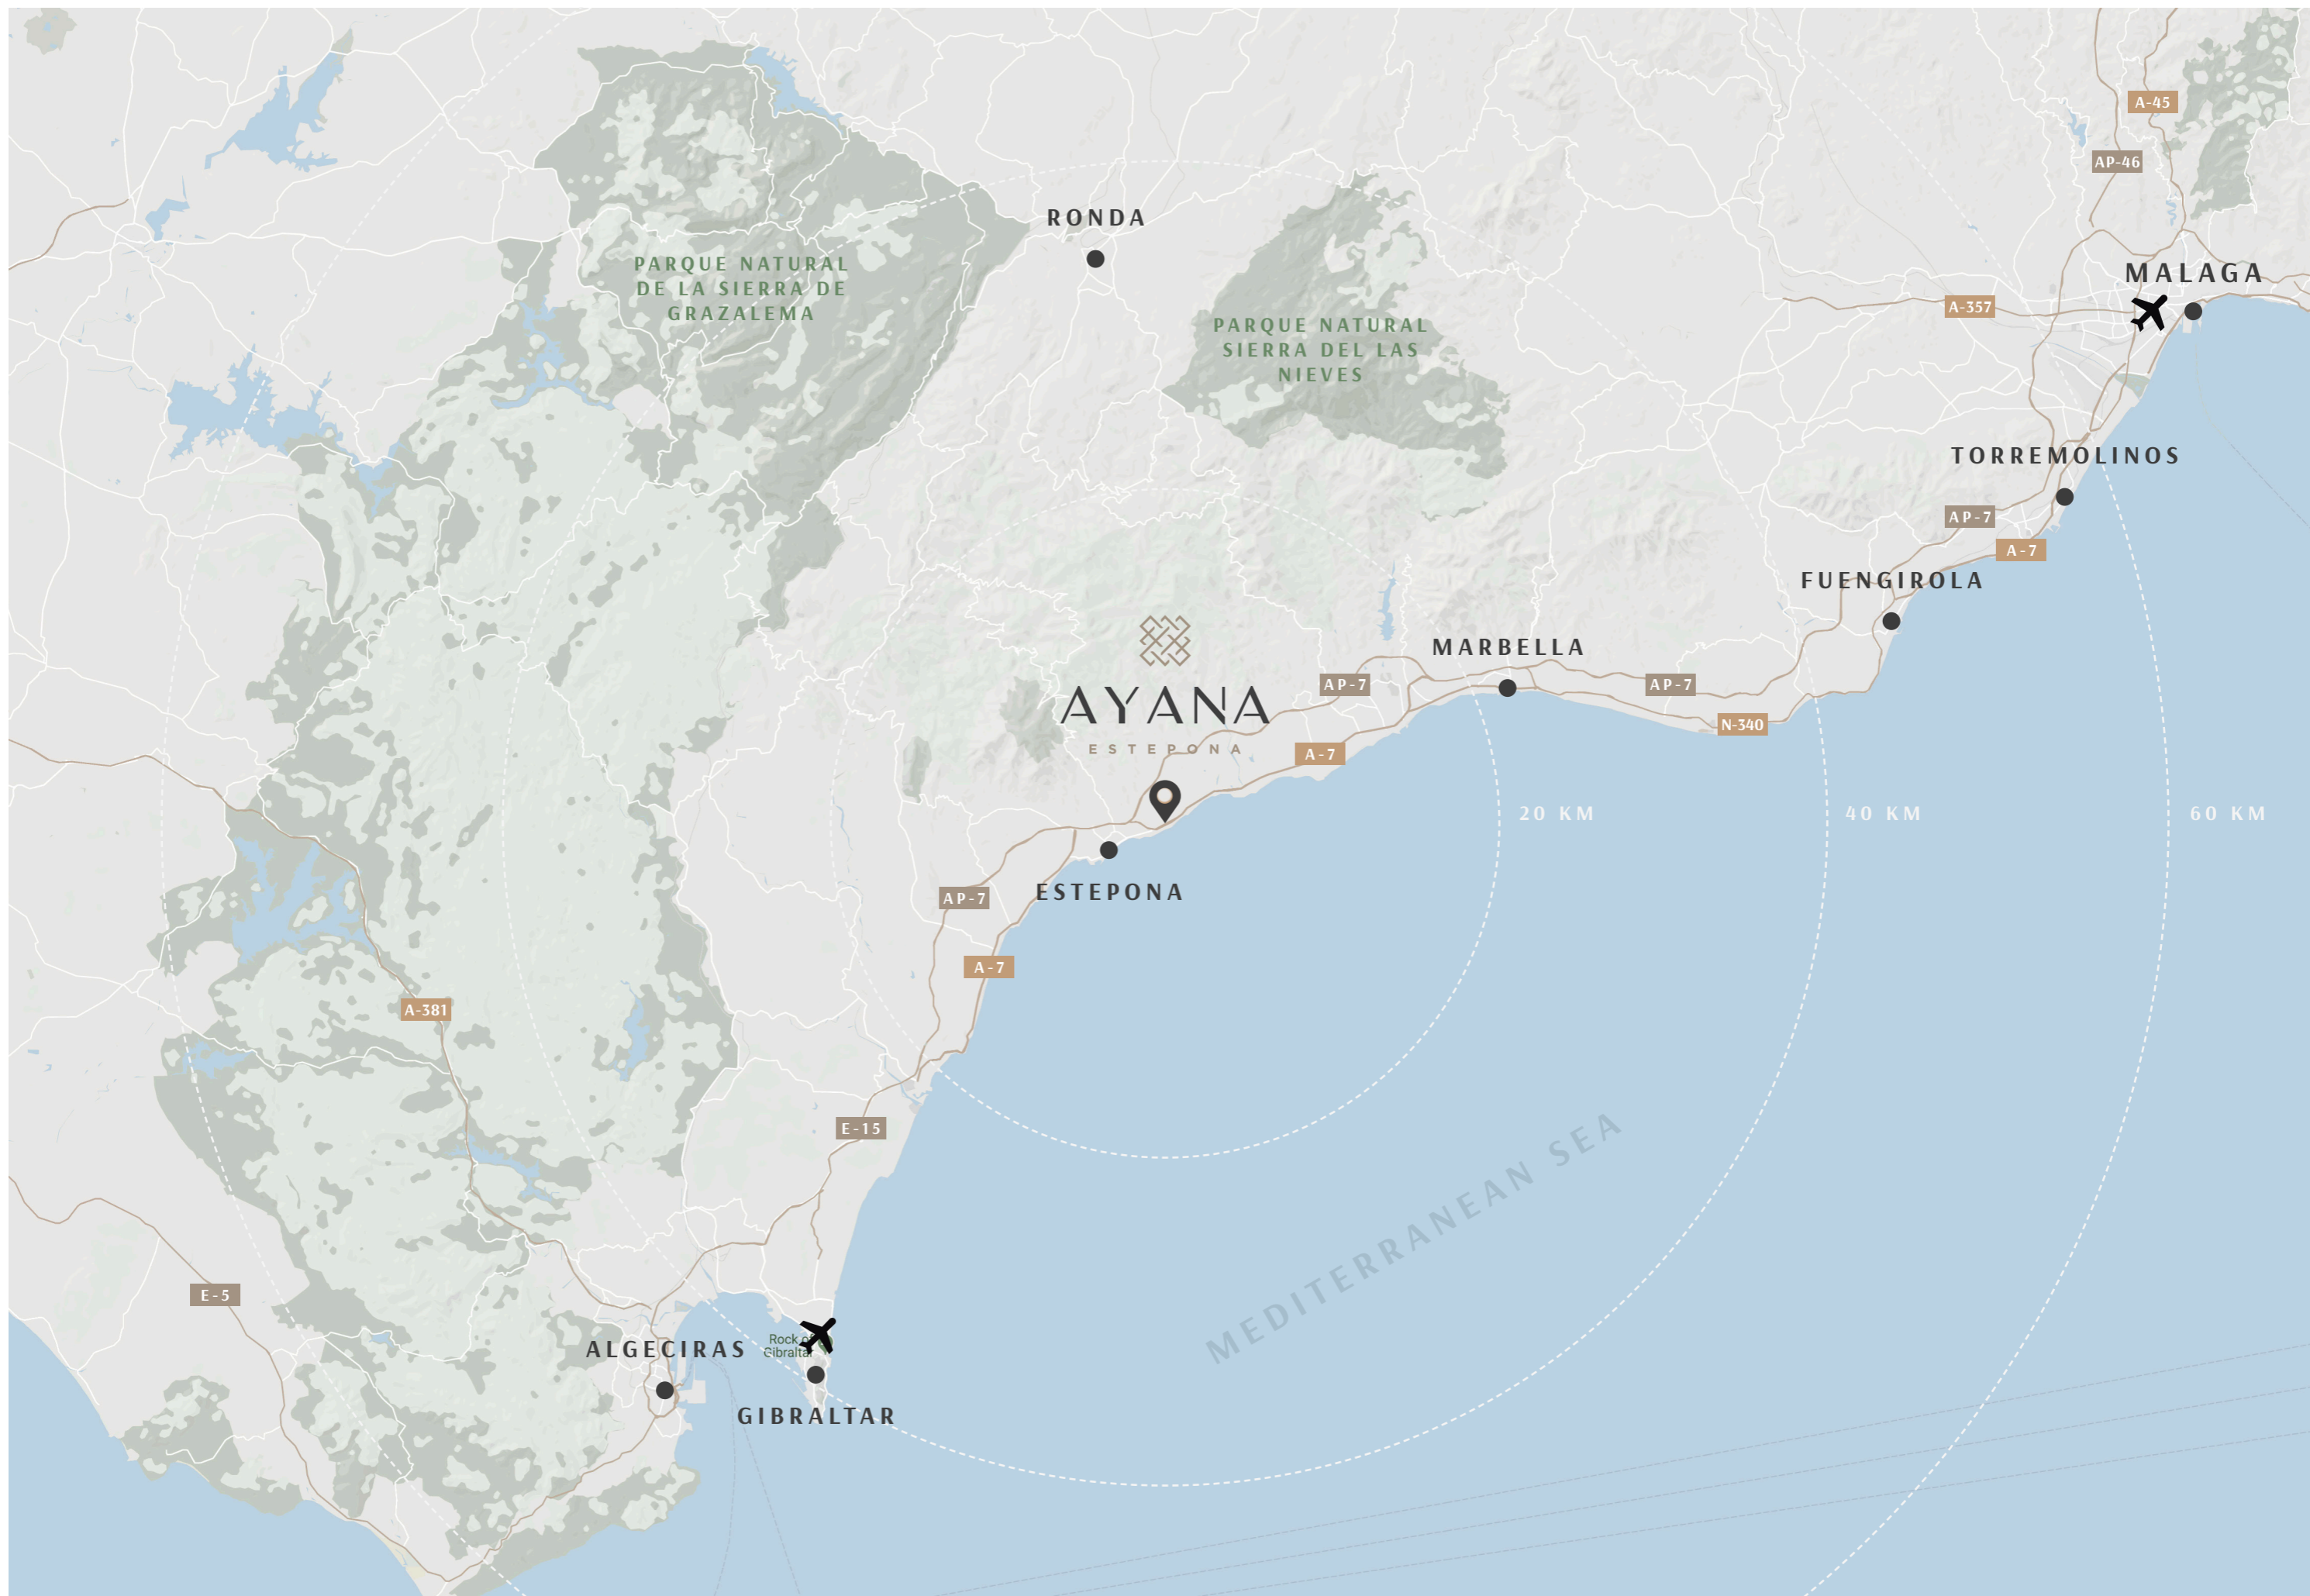 A-45
AP-46
RONDA
PARQUE NATURAL
DE LA SIERRA DE
GRAZALEMA
MALAGA
A-357
PARQUE NATURAL
SIERRA DEL LAS
NIEVES
TORREMOLINOS
AP-7
A-7
FUENGIROLA
MARBELLA
AP-7
AP-7
AYANA
ESTEPONA
N-340
A-7
20 KM
40 KM
60 KM
ESTEPONA
AP-7
A-7
A-381
E-15
MEDITERRANEAN SEA
E-5
ALGECIRAS
Rock of
Gibraltar
GIBRALTAR